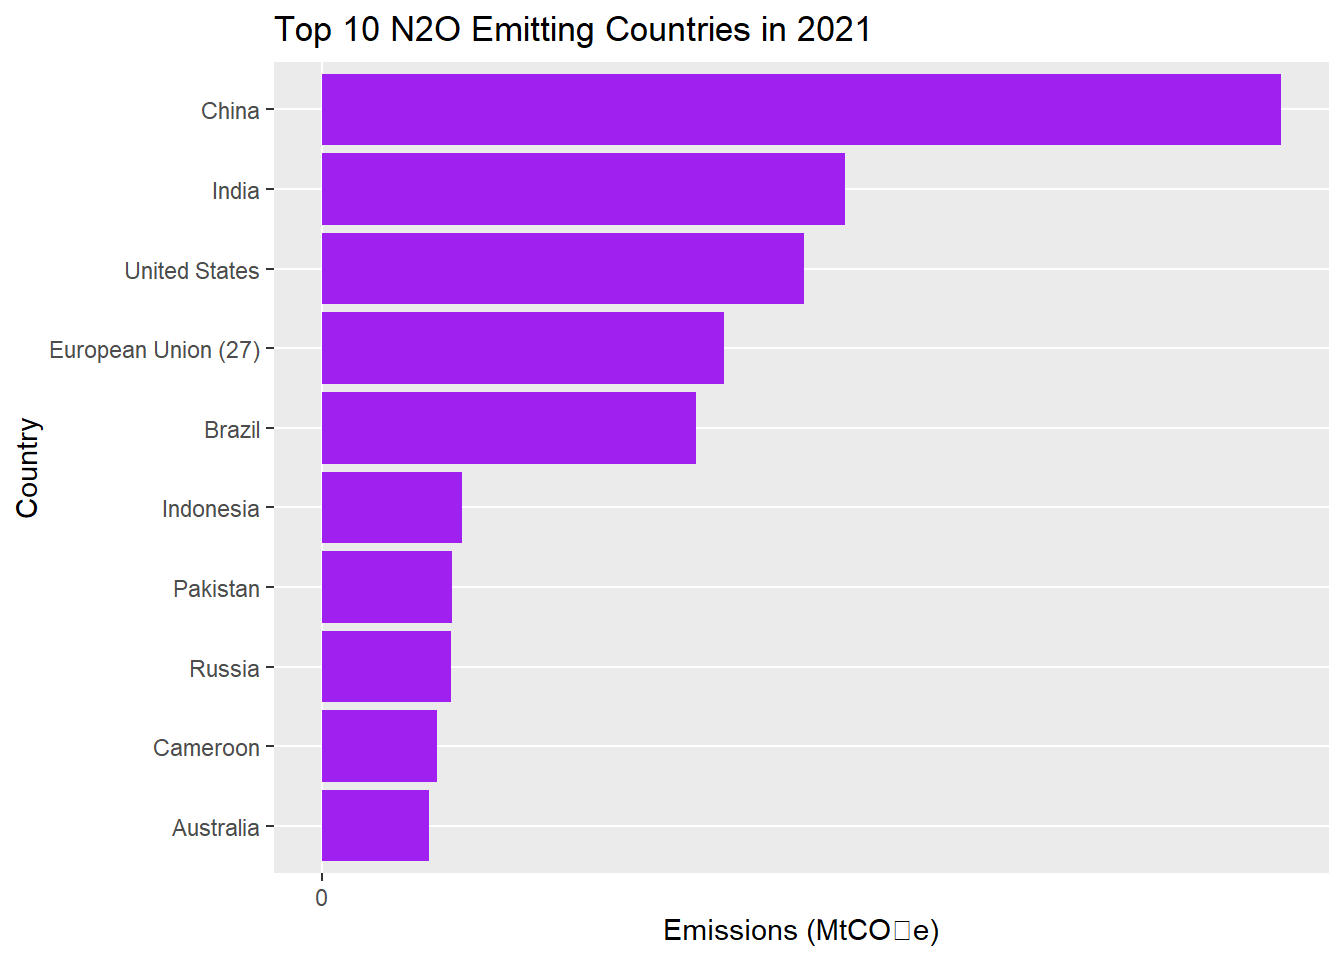 Top 10 N2O Emitting Countries in 2021
China
India
United States
European Union (27)
Brazil
Indonesia
Pakistan
Russia
Cameroon
Australia
Country
0
Emissions (MtCO□e)